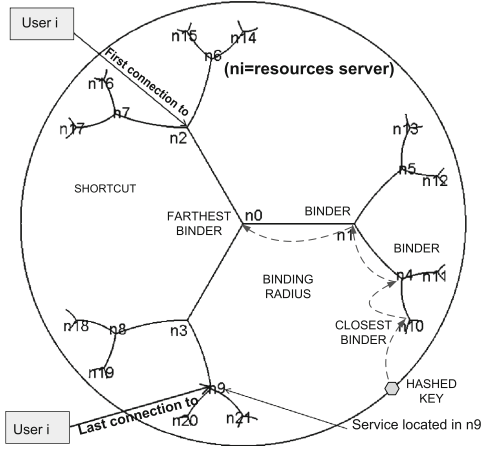 User i
n15
n14
n6
First connection to
(ni=resources server)
n16
n7
n17
n2
n13
n5
n12
SHORTCUT
FARTHEST
BINDER
n0
BINDER
n1
BINDER
n4
n11
BINDING
RADIUS
n18
n8
n3
CLOSEST
BINDER
n10
n19
n9
HASHED
KEY
User i
Last connection to
n20
n21
Service located in n9